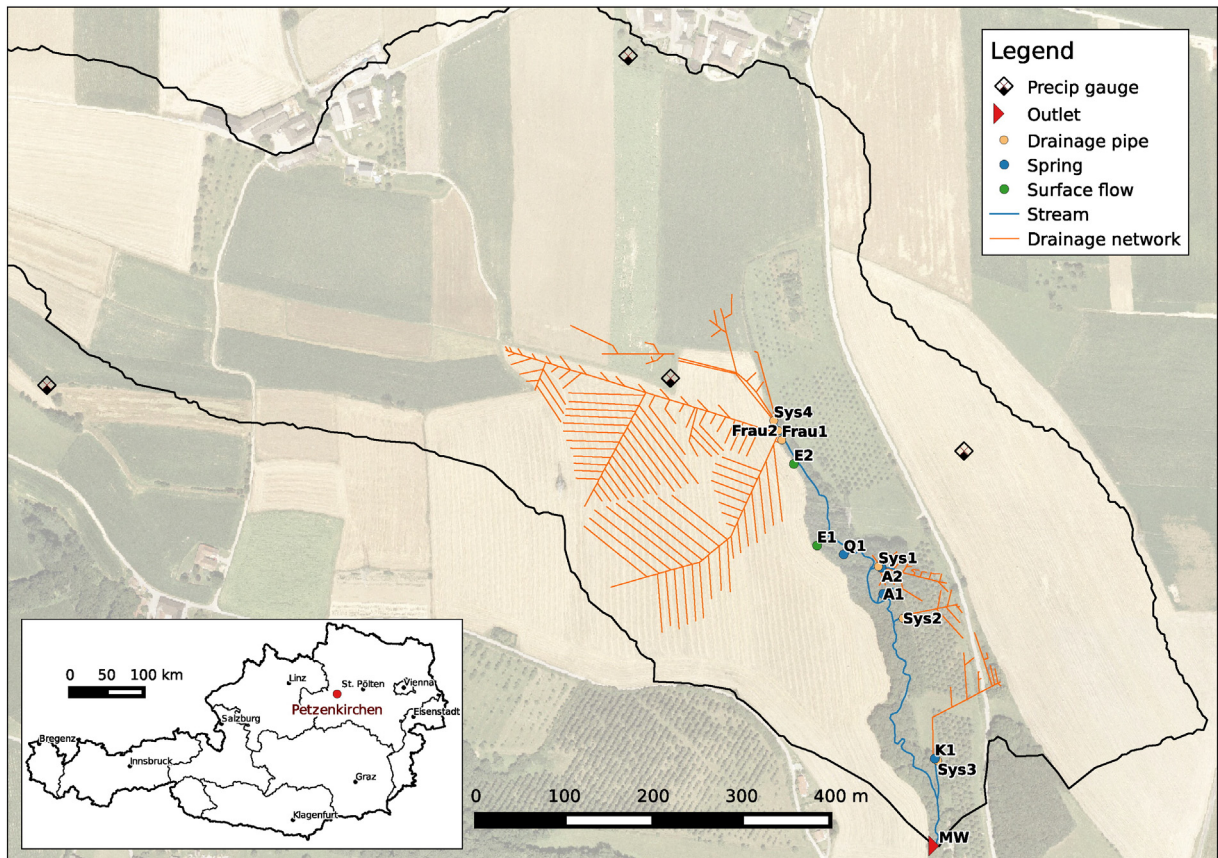 Legend
Precip gauge
Outlet
Drainage pipe
Spring
Surface flow
Stream
Drainage network
Sys4
Frau2 Frau1
E2
E1
Q1
Sys1
A2
A1
Sys2
K1
Sys3
MW
0 50 100 km
Linz
St. Pölten
Vienna
Petzenkirchen
Eisenstadt
Salzburg
Bregenz
Innsbruck
Graz
Klagenfurt
0 100 200 300 400 m